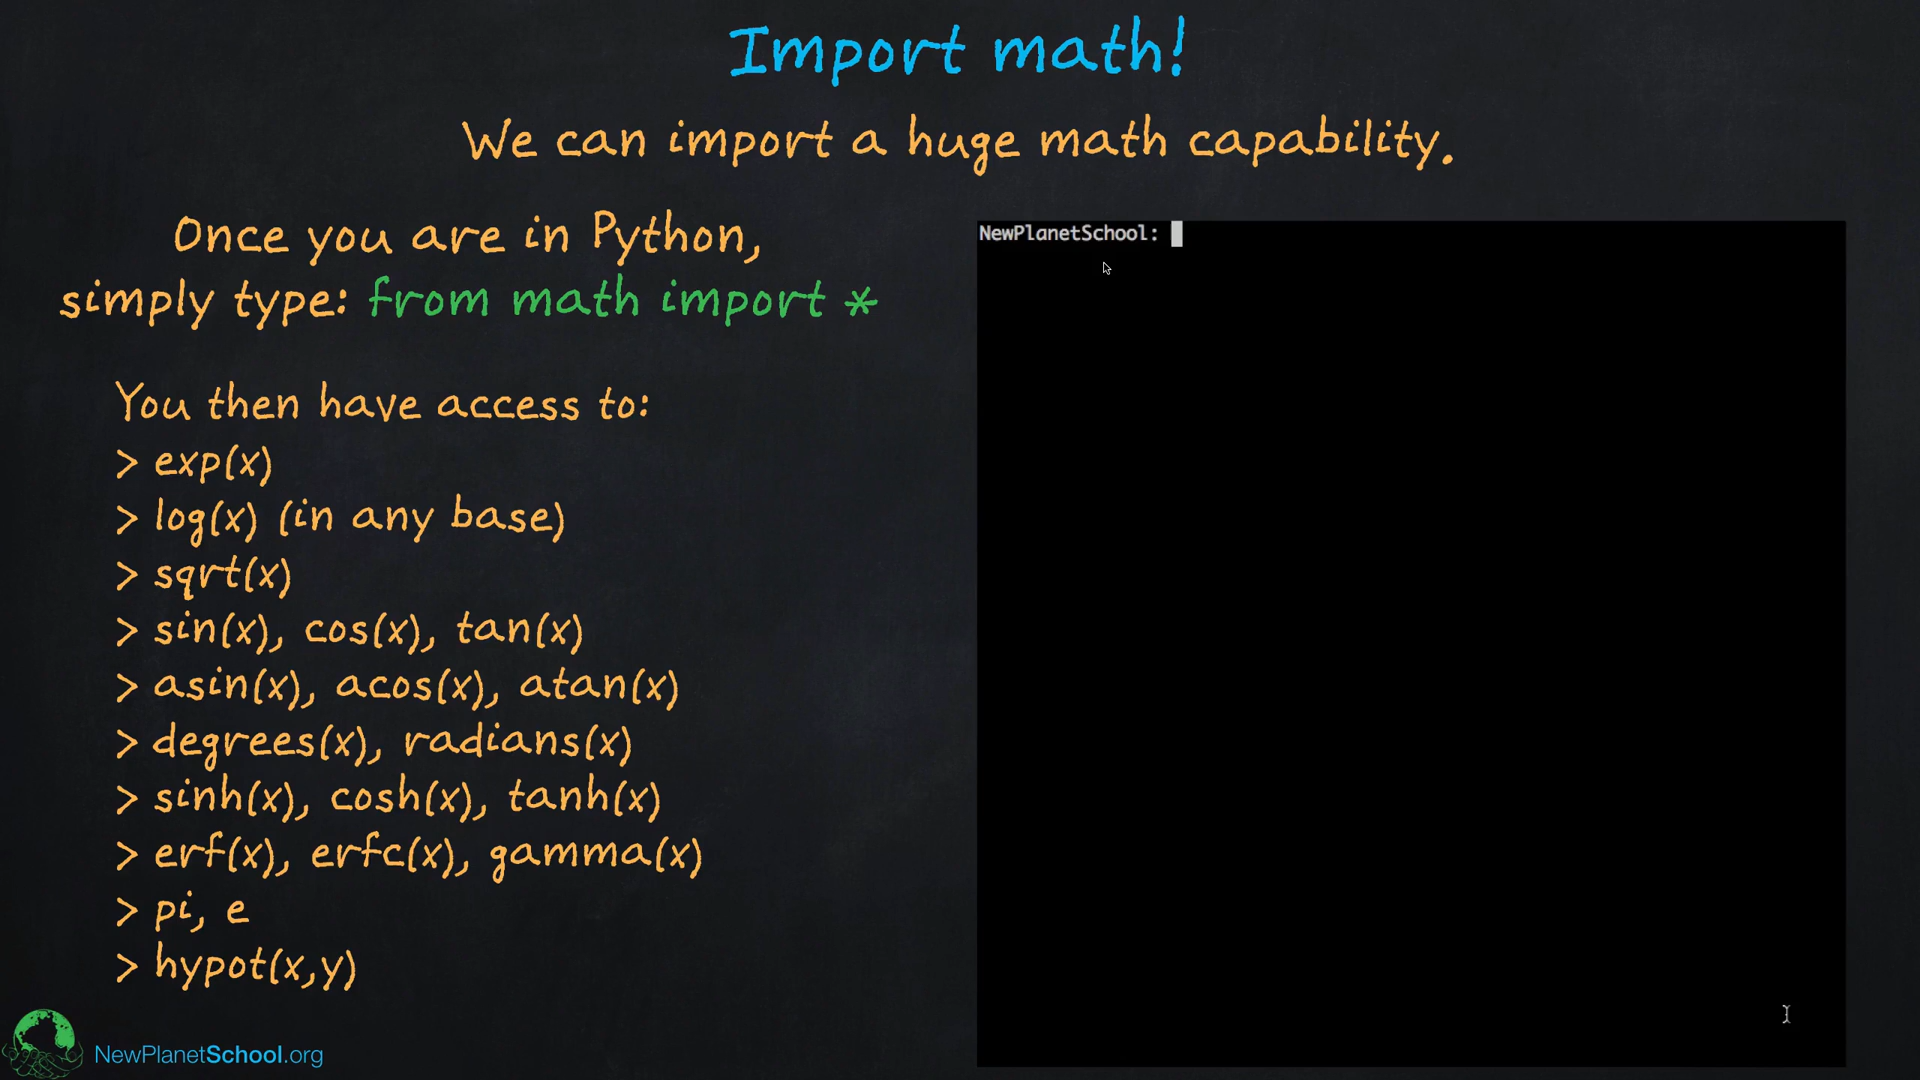 Import math!
We can import a huge math capability.
Once you are in Python,
simply type: from math import *
You then have access to:
> exp(x)
> log(x) (in any base)
> sqrt(x)
> sin(x), cos(x), tan(x)
> asin(x), acos(x), atan(x)
> degrees(x), radians(x)
> sinh(x), cosh(x), tanh(x)
> erf(x), erfc(x), gamma(x)
> pi, e
> hypot(x,y)
NewPlanetSchool:
NewPlanetSchool.org